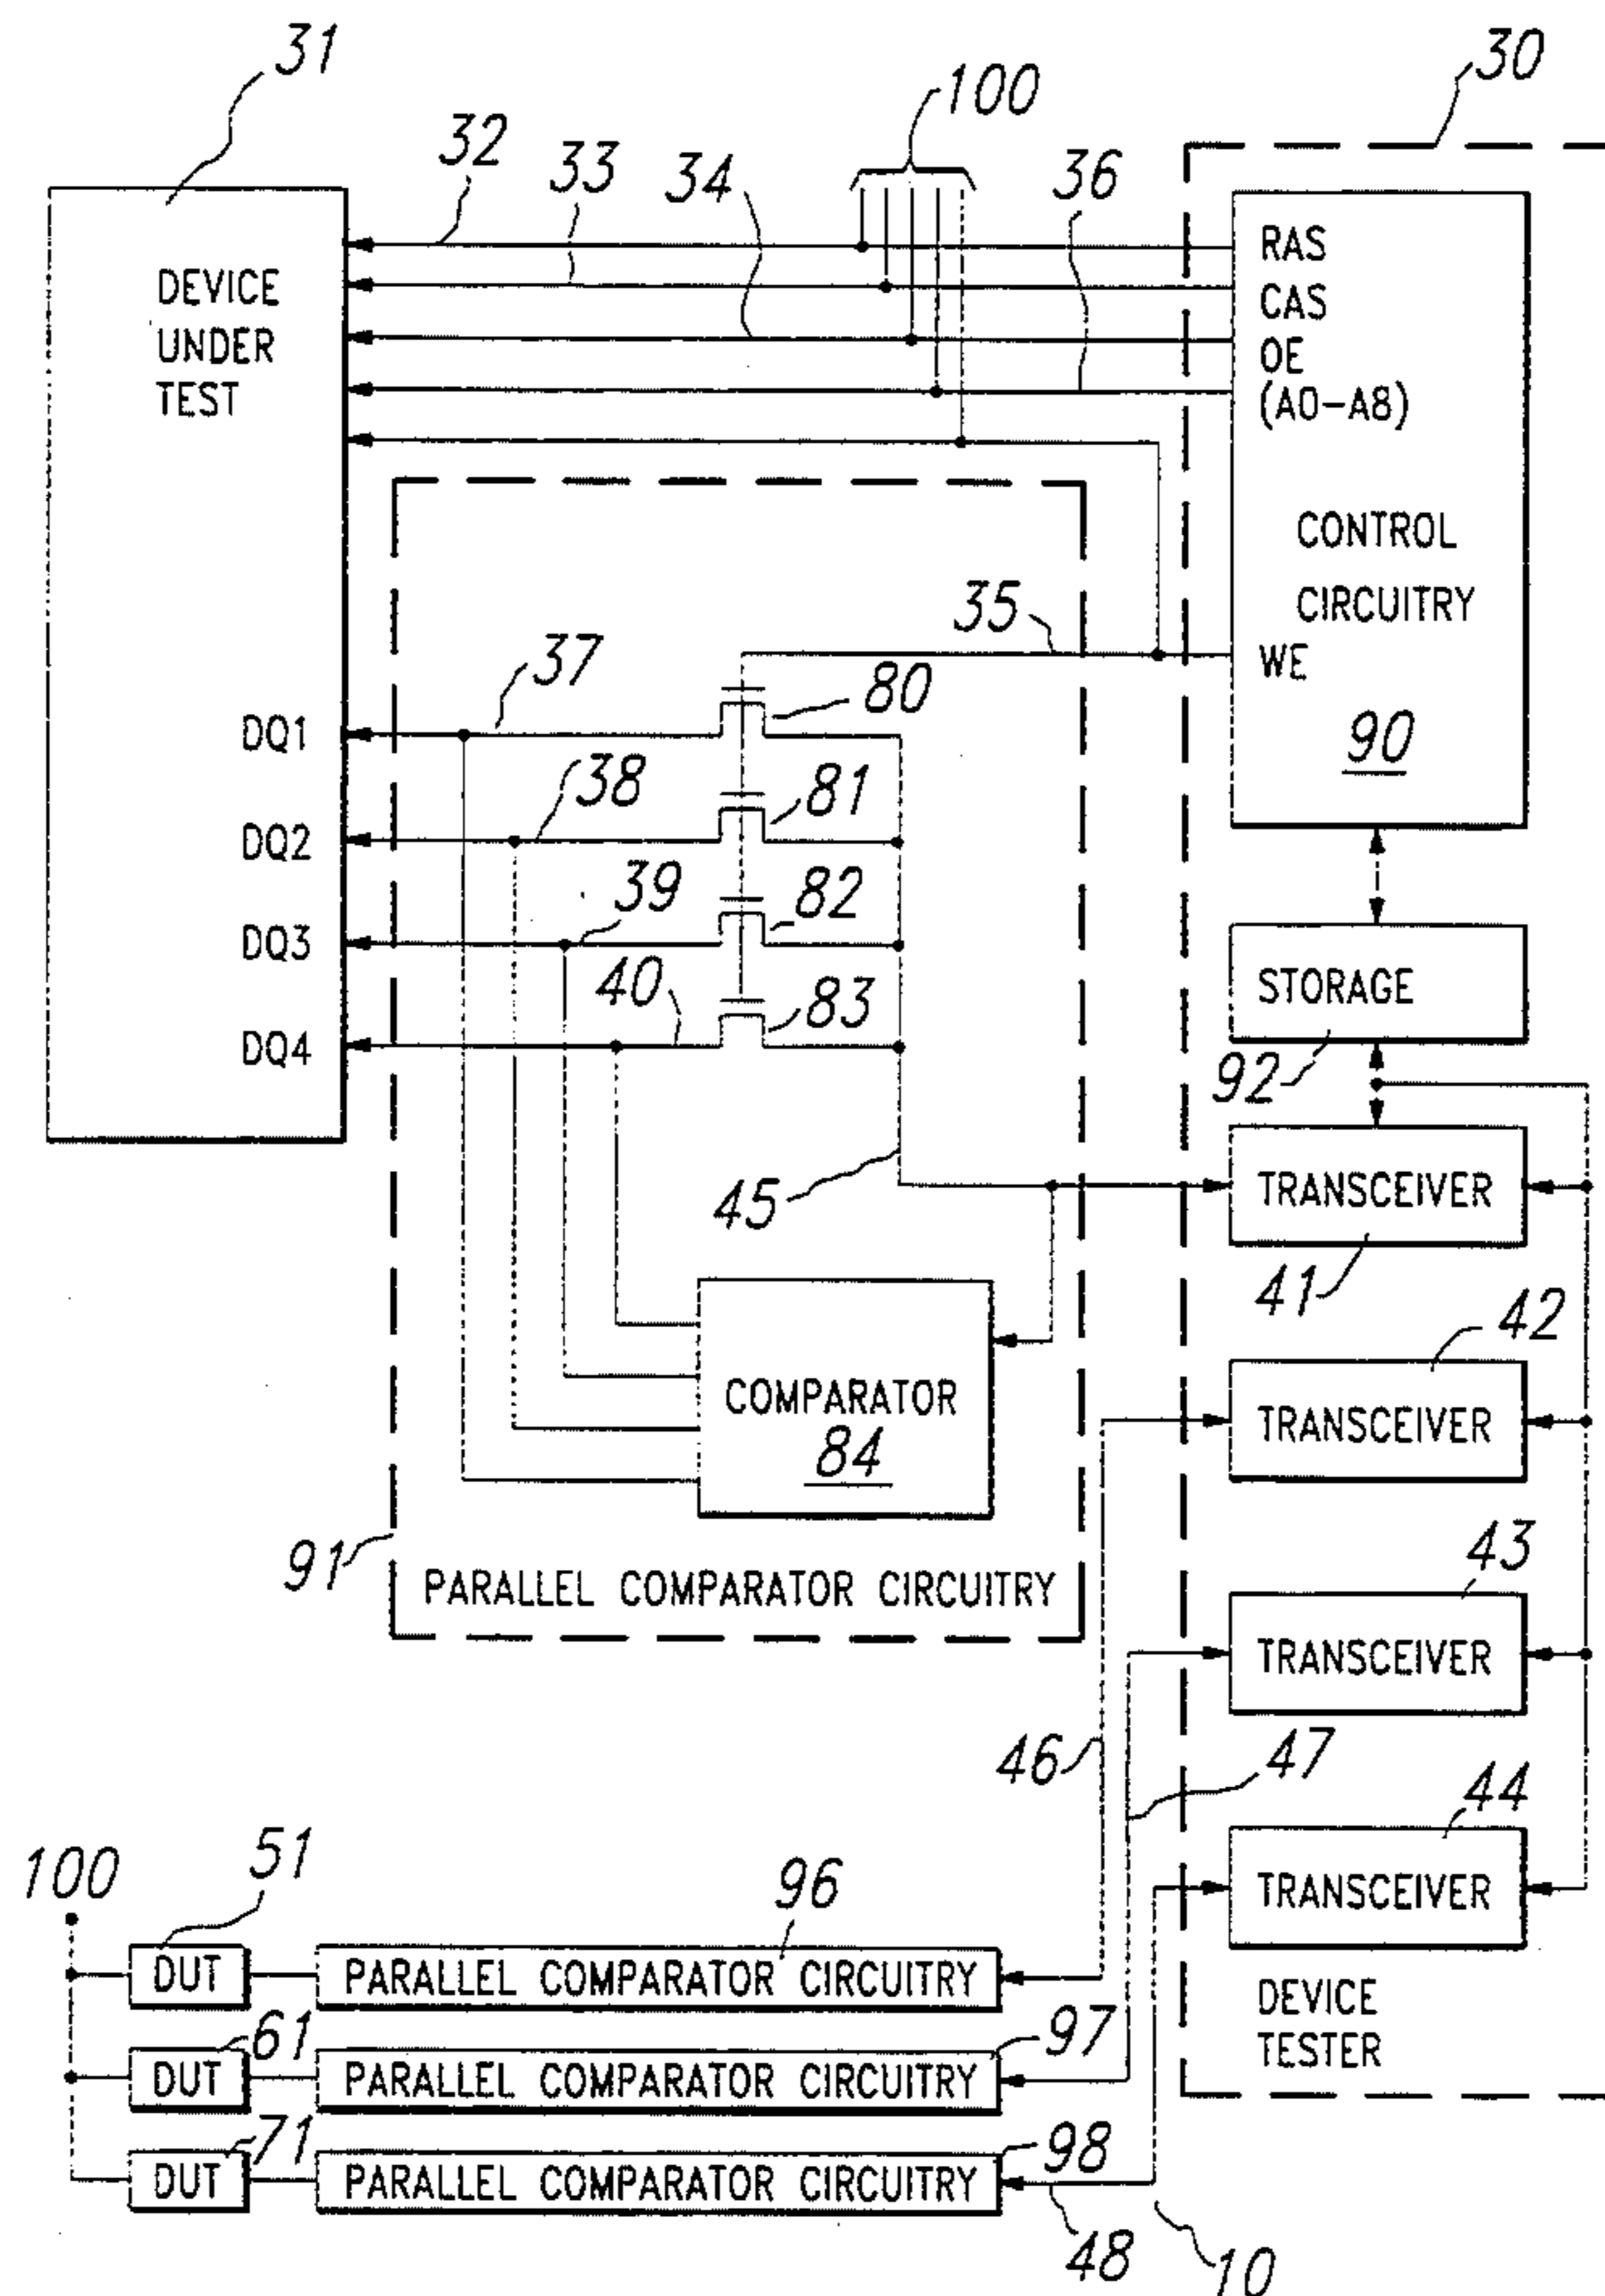 31
30
100
32
33
34
36
RAS
CAS
OE
(A0-A8)
DEVICE
UNDER
TEST
CONTROL
CIRCUITRY
WE
90
35
37
80
DQ1
38
81
DQ2
39
82
DQ3
40
83
DQ4
STORAGE
92
45
TRANSCEIVER
41
42
COMPARATOR
84
TRANSCEIVER
43
91
PARALLEL COMPARATOR CIRCUITRY
TRANSCEIVER
46
47
44
TRANSCEIVER
100
51
96
DUT
PARALLEL COMPARATOR CIRCUITRY
61
97
DUT
PARALLEL COMPARATOR CIRCUITRY
DEVICE
TESTER
71
98
DUT
PARALLEL COMPARATOR CIRCUITRY
48
10